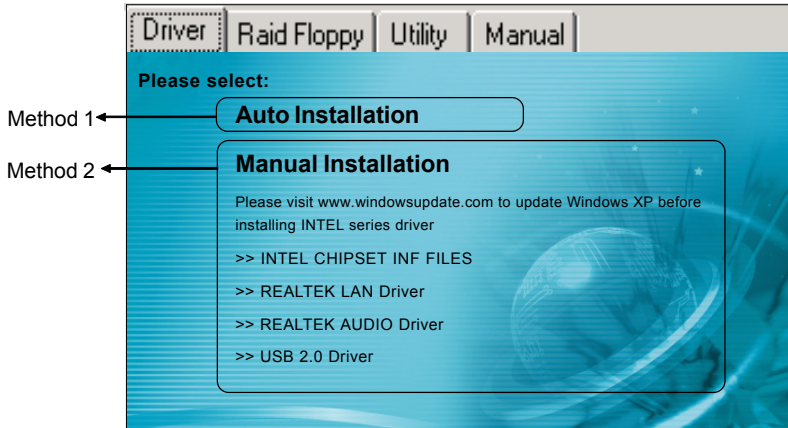 Driver
Raid Floppy
Utility
Manual
Please select:
Method 1
Auto Installation
Method 2
Manual Installation
Please visit www.windowsupdate.com to update Windows XP before
installing INTEL series driver
>> INTEL CHIPSET INF FILES
>> REALTEK LAN Driver
>> REALTEK AUDIO Driver
>> USB 2.0 Driver